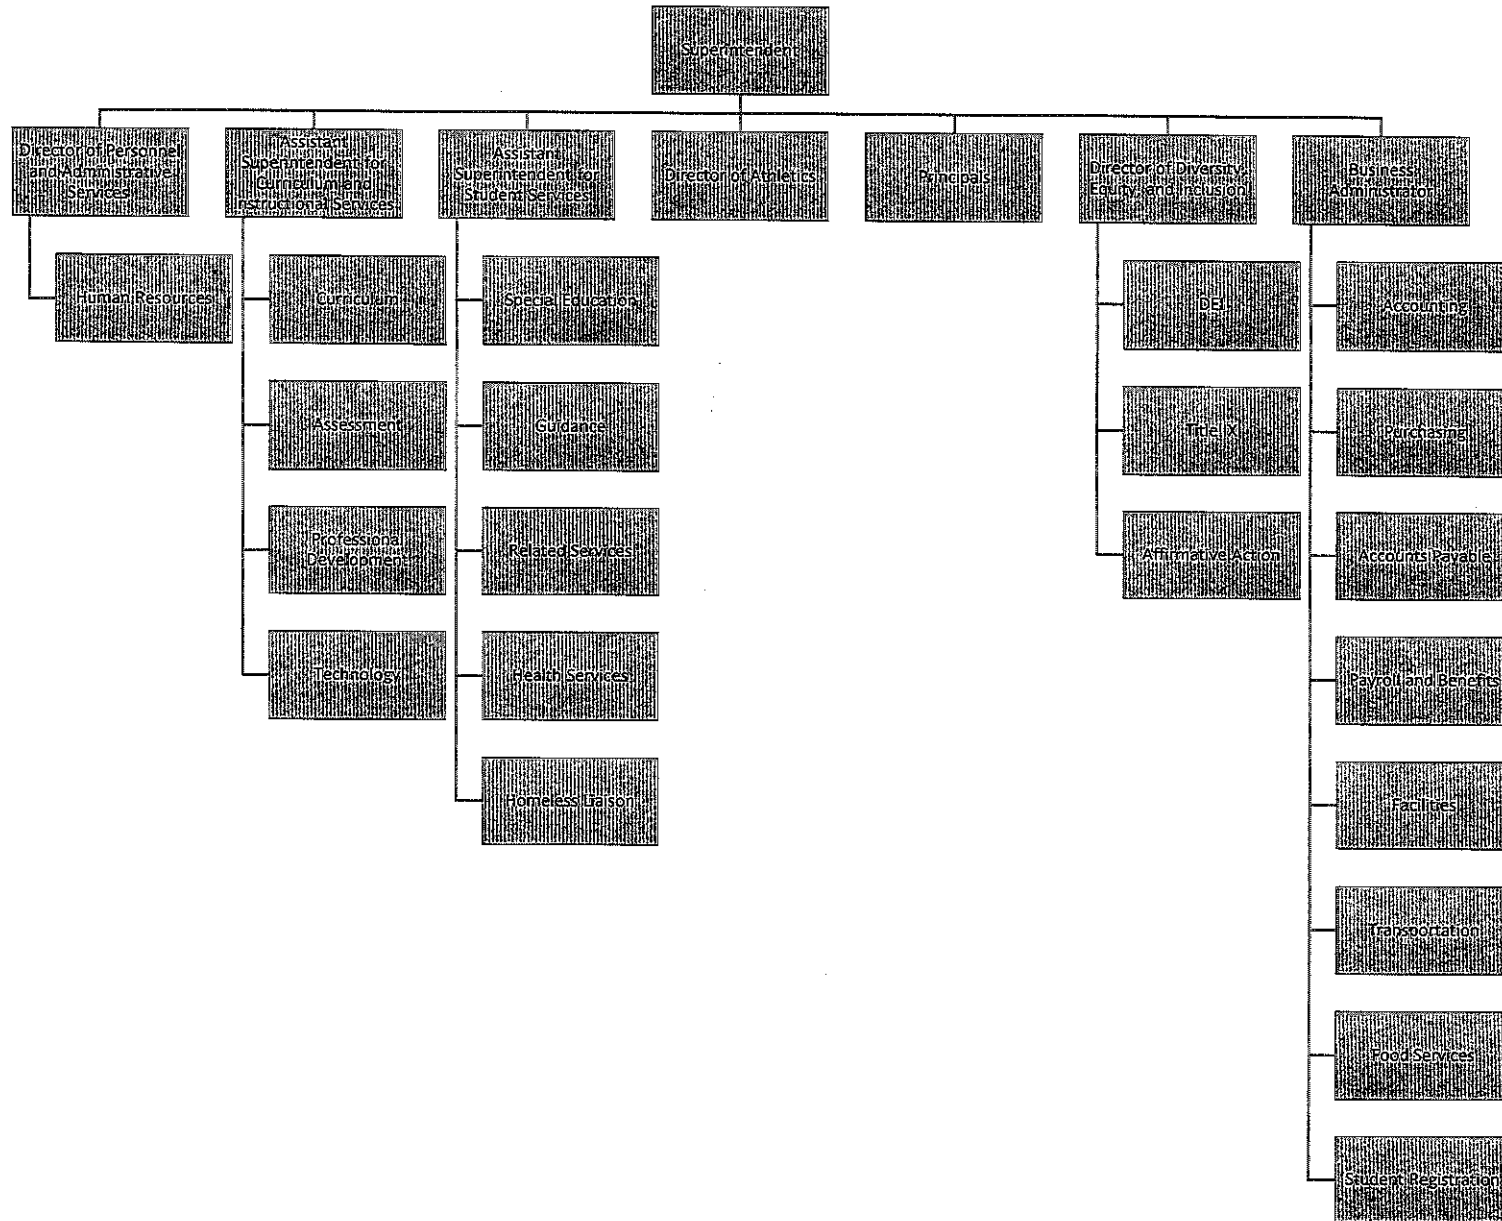 Superintendent
Director of Personnel
and Administrative
Services
Assistant
Superintendent for
Curriculum and
Instructional Services
Assistant
Superintendent for
Student Services
Director of Athletics
Principals
Director of Diversity,
Equity, and Inclusion
Business
Administrator
Human Resources
Curriculum
Assessment
Professional
Development
Technology
Special Education
Guidance
Related Services
Health Services
Homeless Liaison
DEI
Title IX
Affirmative Action
Accounting
Purchasing
Accounts Payable
Payroll and Benefits
Facilities
Transportation
Food Services
Student Registration